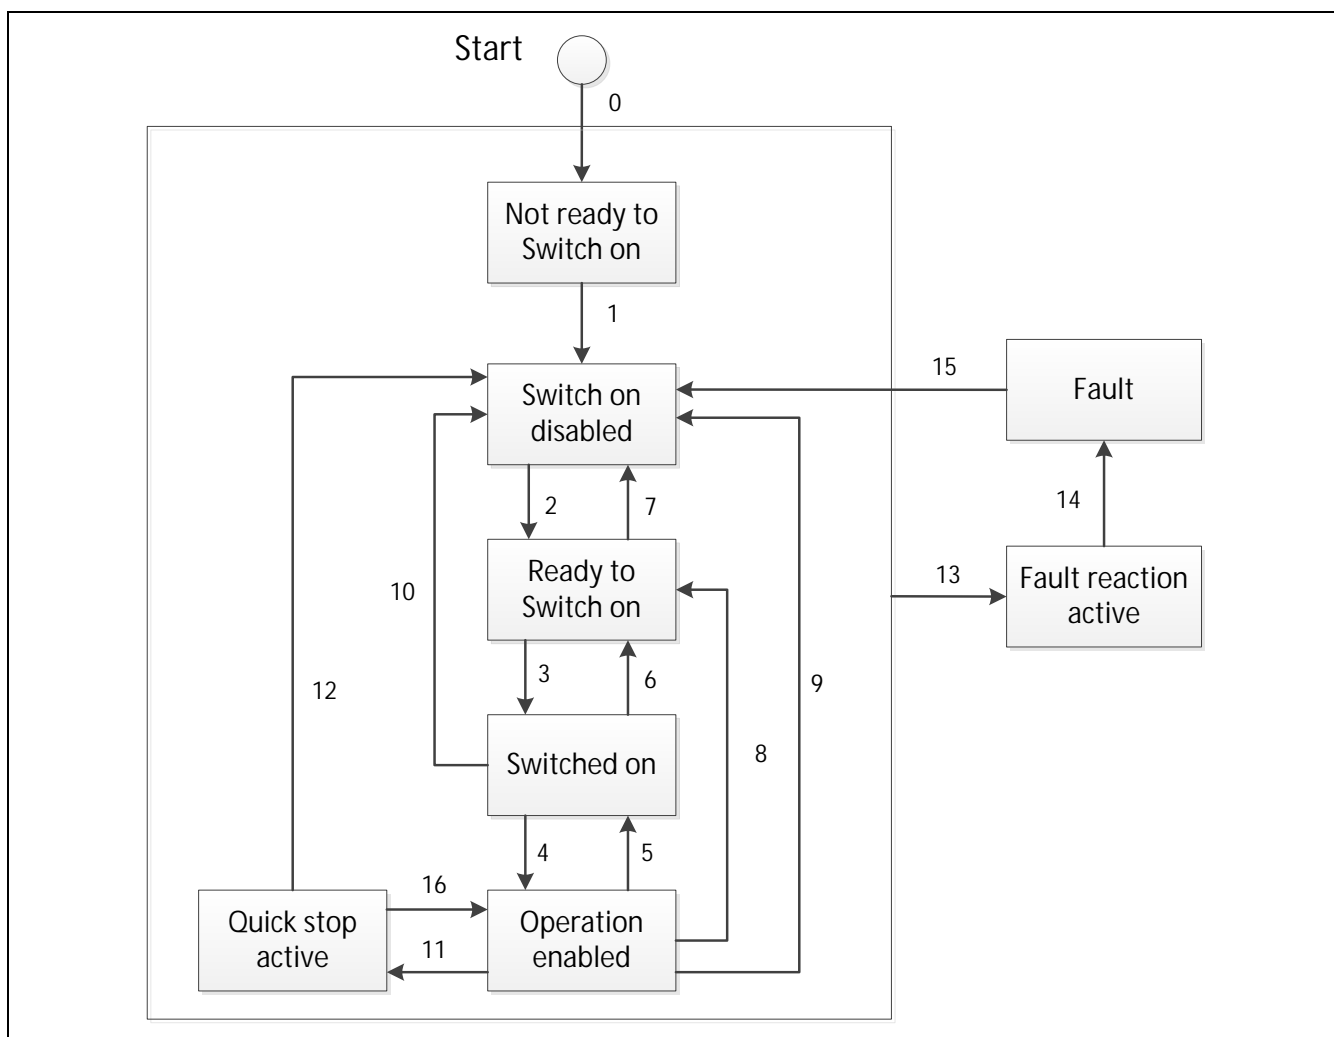 Start
0
Not ready to
Switch on
1
15
Fault
Switch on
disabled
2
7
14
Ready to
Switch on
13
Fault reaction
active
10
3
6
9
12
8
Switched on
4
5
16
Quick stop
active
11
Operation
enabled